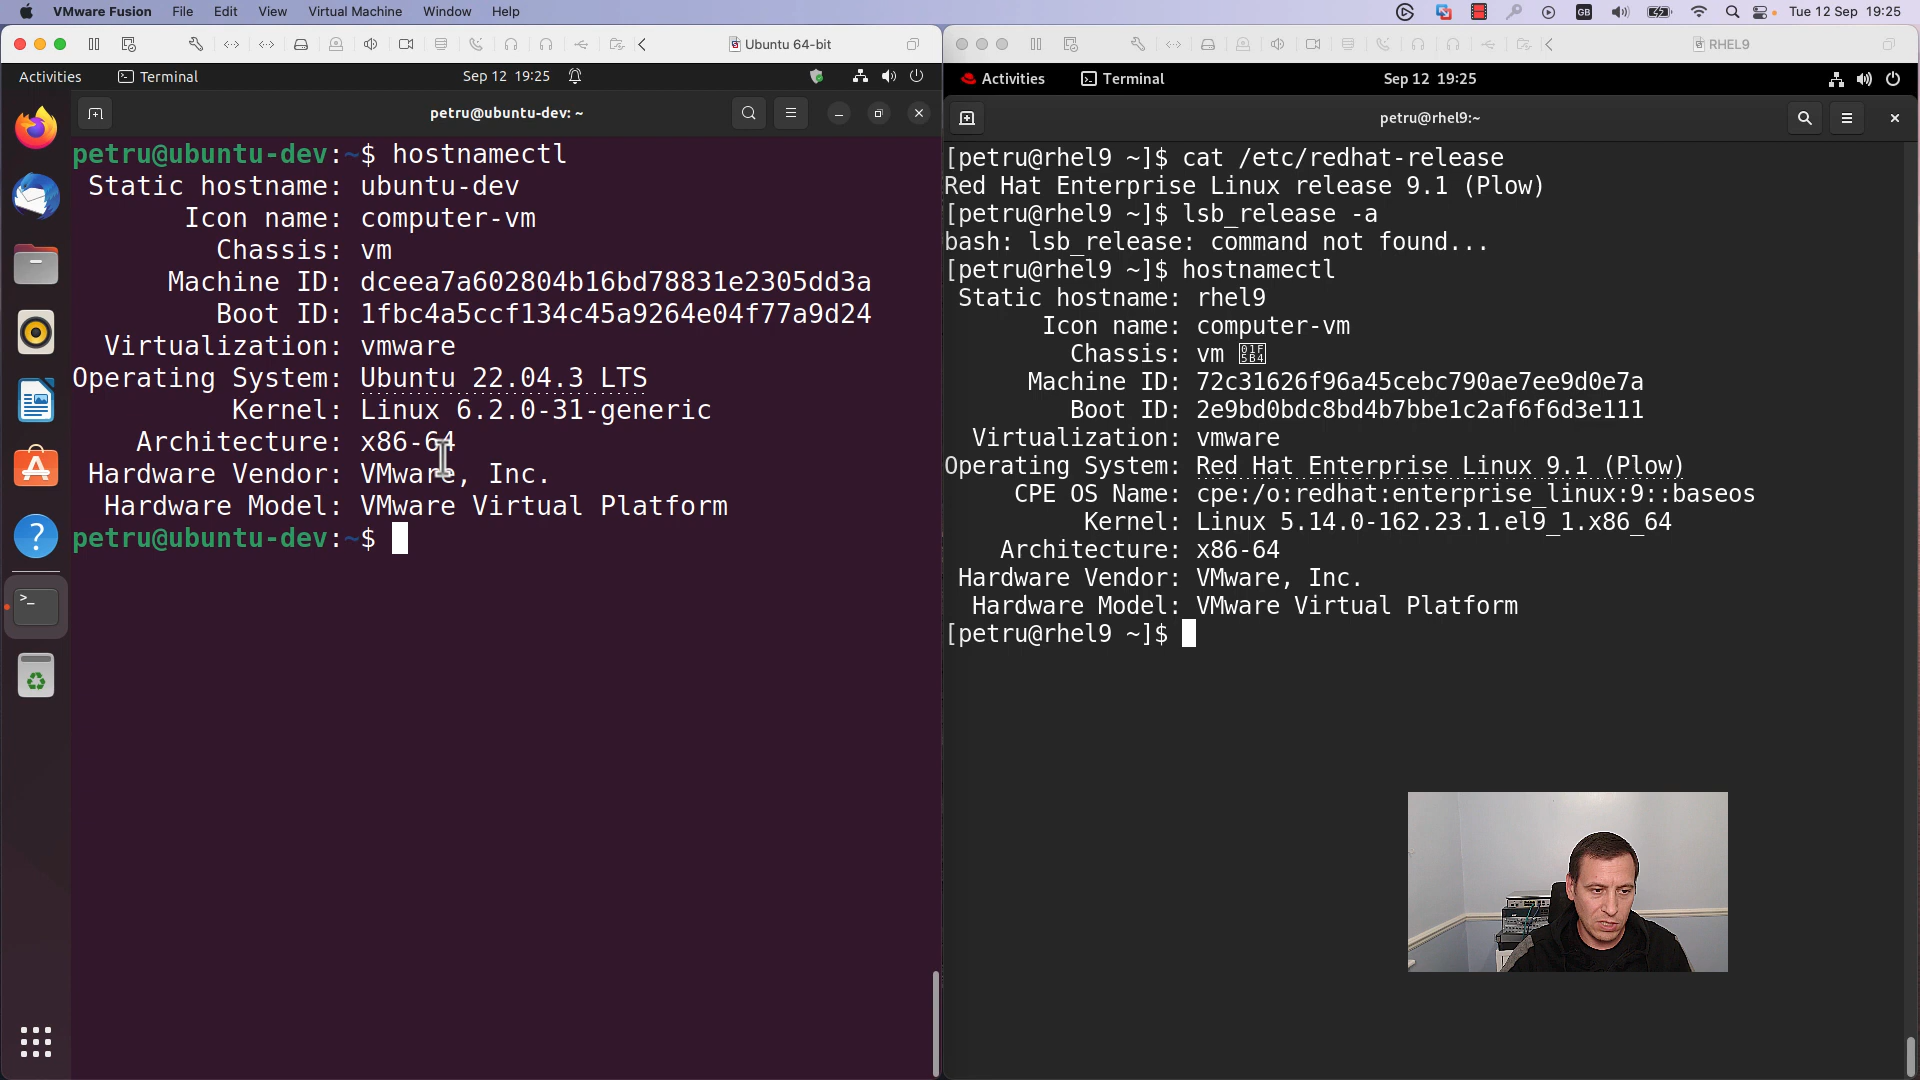 VMware Fusion File Edit View Virtual Machine Window Help GB Tue 12 Sep 19:25
Ubuntu 64-bit
Activities Terminal Sep 12 19:25
petru@ubuntu-dev: ~
petru@ubuntu-dev:~$ hostnamectl
Static hostname: ubuntu-dev
Icon name: computer-vm
Chassis: vm
Machine ID: dceea7a602804b16bd78831e2305dd3a
Boot ID: 1fbc4a5ccf134c45a9264e04f77a9d24
Virtualization: vmware
Operating System: Ubuntu 22.04.3 LTS
Kernel: Linux 6.2.0-31-generic
Architecture: x86-64
Hardware Vendor: VMware, Inc.
Hardware Model: VMware Virtual Platform
petru@ubuntu-dev:~$
RHEL9
Activities Terminal Sep 12 19:25
petru@rhel9:~
[petru@rhel9 ~]$ cat /etc/redhat-release
Red Hat Enterprise Linux release 9.1 (Plow)
[petru@rhel9 ~]$ lsb_release -a
bash: lsb_release: command not found...
[petru@rhel9 ~]$ hostnamectl
Static hostname: rhel9
Icon name: computer-vm
Chassis: vm 🖴
Machine ID: 72c31626f96a45cebc790ae7ee9d0e7a
Boot ID: 2e9bd0bdc8bd4b7bbe1c2af6f6d3e111
Virtualization: vmware
Operating System: Red Hat Enterprise Linux 9.1 (Plow)
CPE OS Name: cpe:/o:redhat:enterprise_linux:9::baseos
Kernel: Linux 5.14.0-162.23.1.el9_1.x86_64
Architecture: x86-64
Hardware Vendor: VMware, Inc.
Hardware Model: VMware Virtual Platform
[petru@rhel9 ~]$